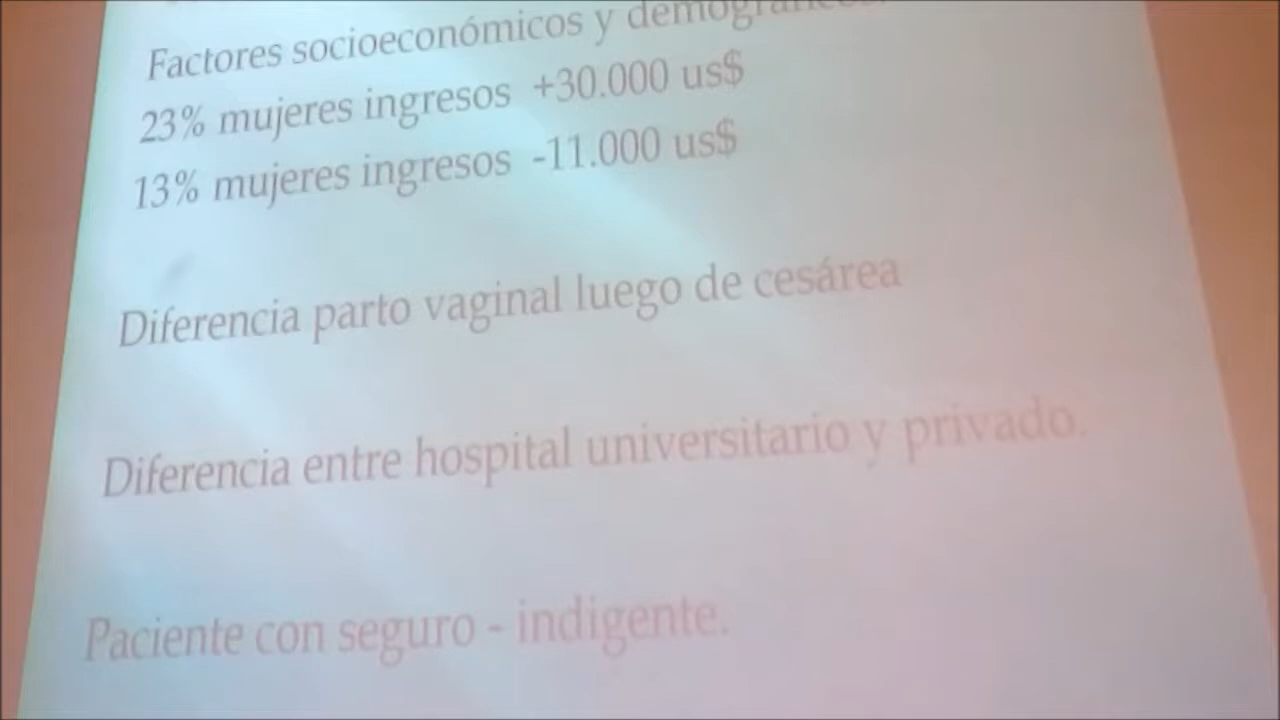 Factores socioeconómicos y demográficos.
23% mujeres ingresos +30.000 us$
13% mujeres ingresos -11.000 us$
Diferencia parto vaginal luego de cesárea
Diferencia entre hospital universitario y privado.
Paciente con seguro - indigente.